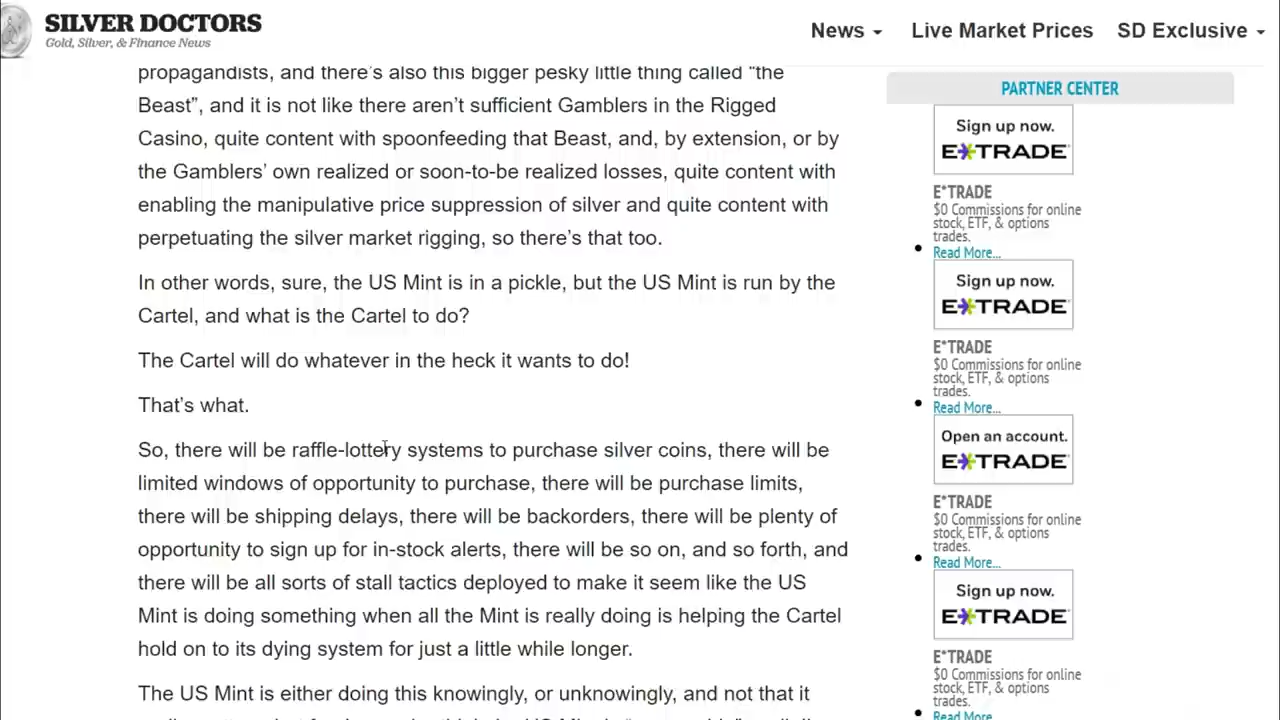 SILVER DOCTORS
Gold, Silver, & Finance News
News
Live Market Prices
SD Exclusive
propagandists, and there's also this bigger pesky little thing called “the
Beast”, and it is not like there aren't sufficient Gamblers in the Rigged
Casino, quite content with spoonfeeding that Beast, and, by extension, or by
the Gamblers' own realized or soon-to-be realized losses, quite content with
enabling the manipulative price suppression of silver and quite content with
perpetuating the silver market rigging, so there's that too.
In other words, sure, the US Mint is in a pickle, but the US Mint is run by the
Cartel, and what is the Cartel to do?
The Cartel will do whatever in the heck it wants to do!
That's what.
So, there will be raffle-lottery systems to purchase silver coins, there will be
limited windows of opportunity to purchase, there will be purchase limits,
there will be shipping delays, there will be backorders, there will be plenty of
opportunity to sign up for in-stock alerts, there will be so on, and so forth, and
there will be all sorts of stall tactics deployed to make it seem like the US
Mint is doing something when all the Mint is really doing is helping the Cartel
hold on to its dying system for just a little while longer.
The US Mint is either doing this knowingly, or unknowingly, and not that it
PARTNER CENTER
Sign up now.
E*TRADE
E*TRADE
$0 Commissions for online
stock, ETF, & options
trades.
Read More...
Sign up now.
E*TRADE
E*TRADE
$0 Commissions for online
stock, ETF, & options
trades.
Read More...
Open an account.
E*TRADE
E*TRADE
$0 Commissions for online
stock, ETF, & options
trades.
Read More...
Sign up now.
E*TRADE
E*TRADE
$0 Commissions for online
stock, ETF, & options
trades.
Read More...